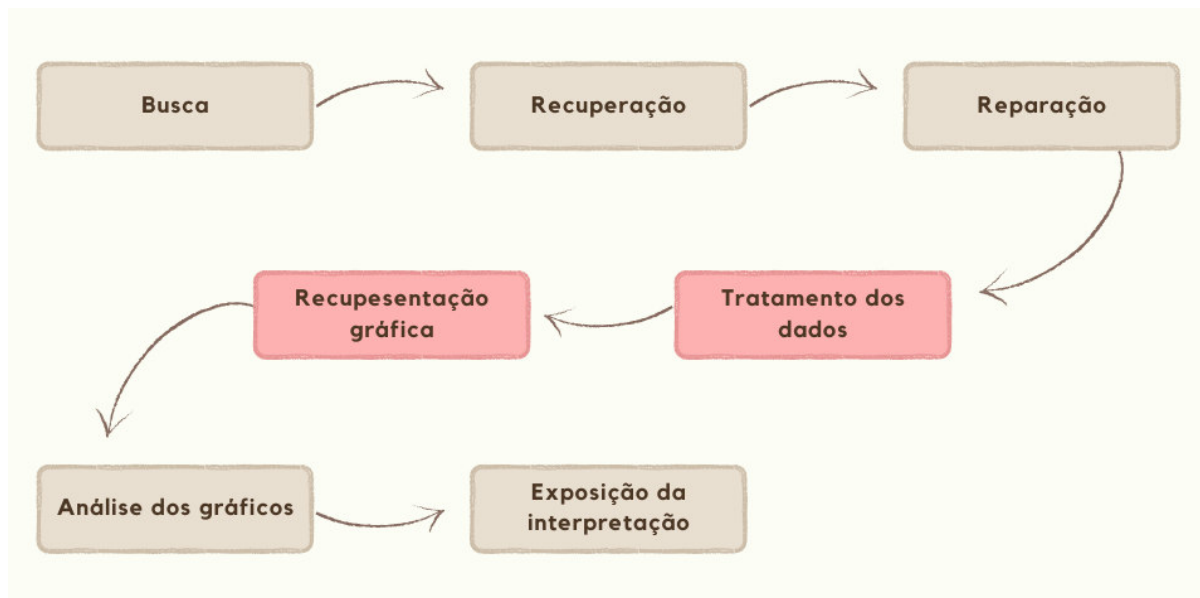 Busca
Recuperação
Reparação
Tratamento dos
dados
Recupesentação
gráfica
Análise dos gráficos
Exposição da
interpretação